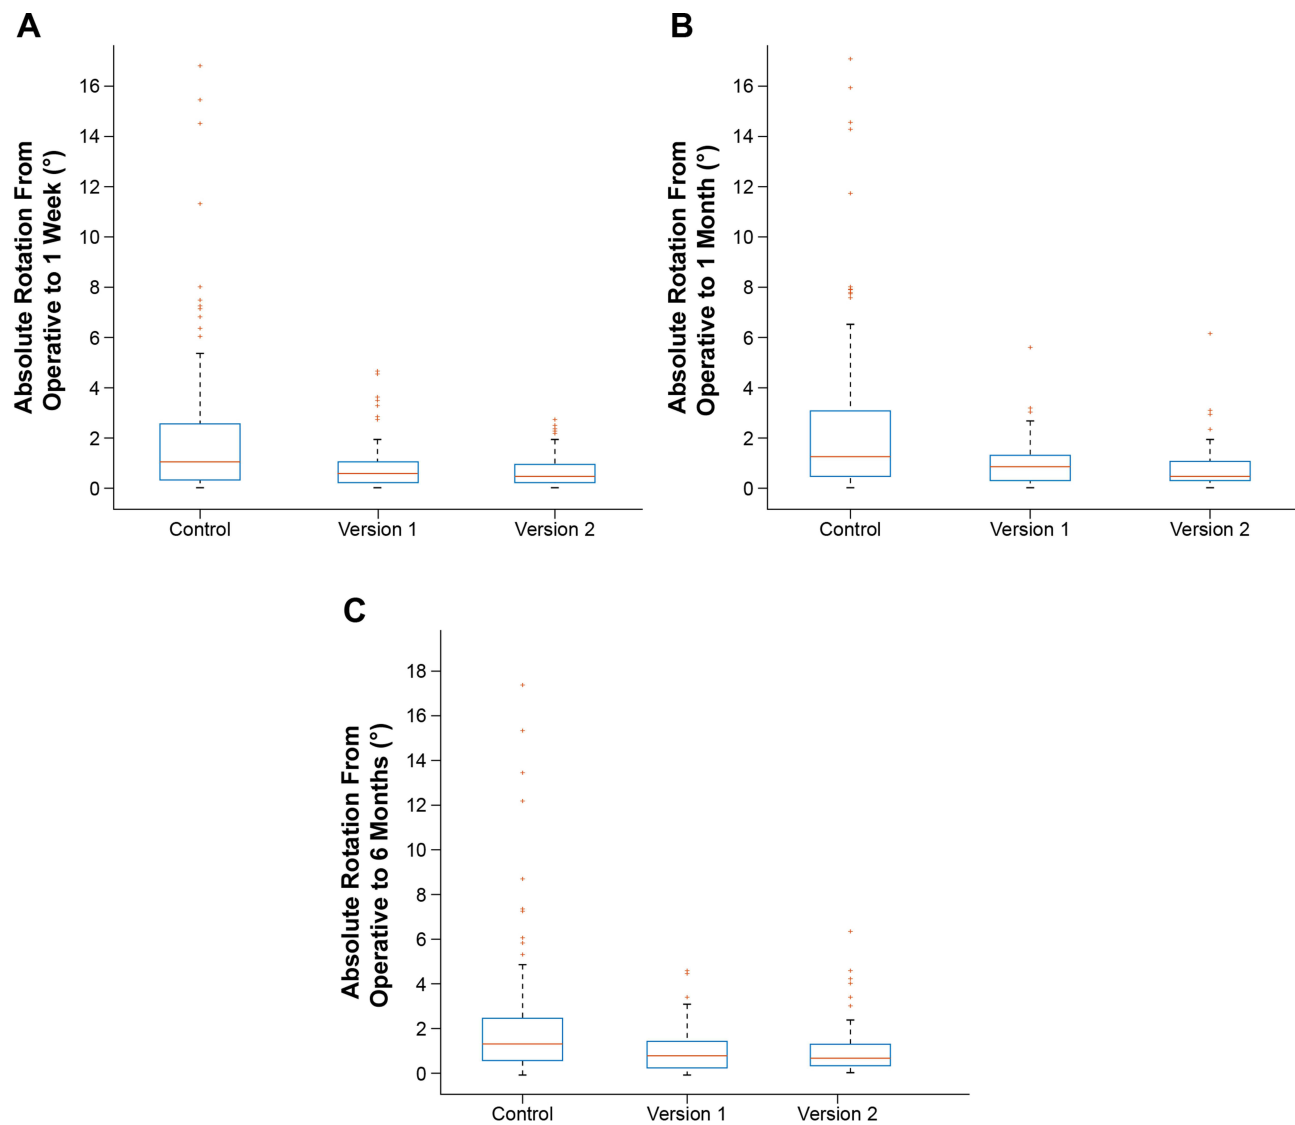 A
Absolute Rotation From
Operative to 1 Week (°)
16
14
12
10
8
6
4
2
0
Control Version 1 Version 2
B
Absolute Rotation From
Operative to 1 Month (°)
16
14
12
10
8
6
4
2
0
Control Version 1 Version 2
C
Absolute Rotation From
Operative to 6 Months (°)
18
16
14
12
10
8
6
4
2
0
Control Version 1 Version 2